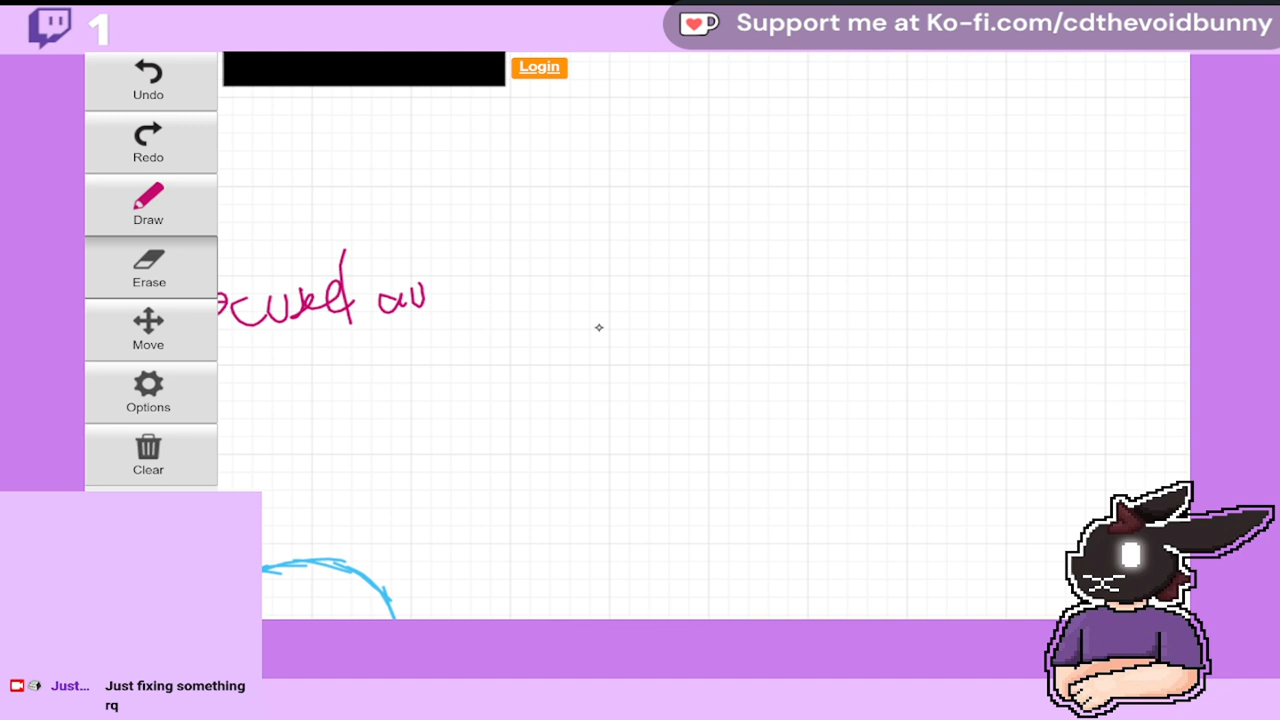 1
Support me at Ko-fi.com/cdthevoidbunny
Login
Undo
Redo
Draw
Erase
Move
Options
Clear
Just... Just fixing something
rq